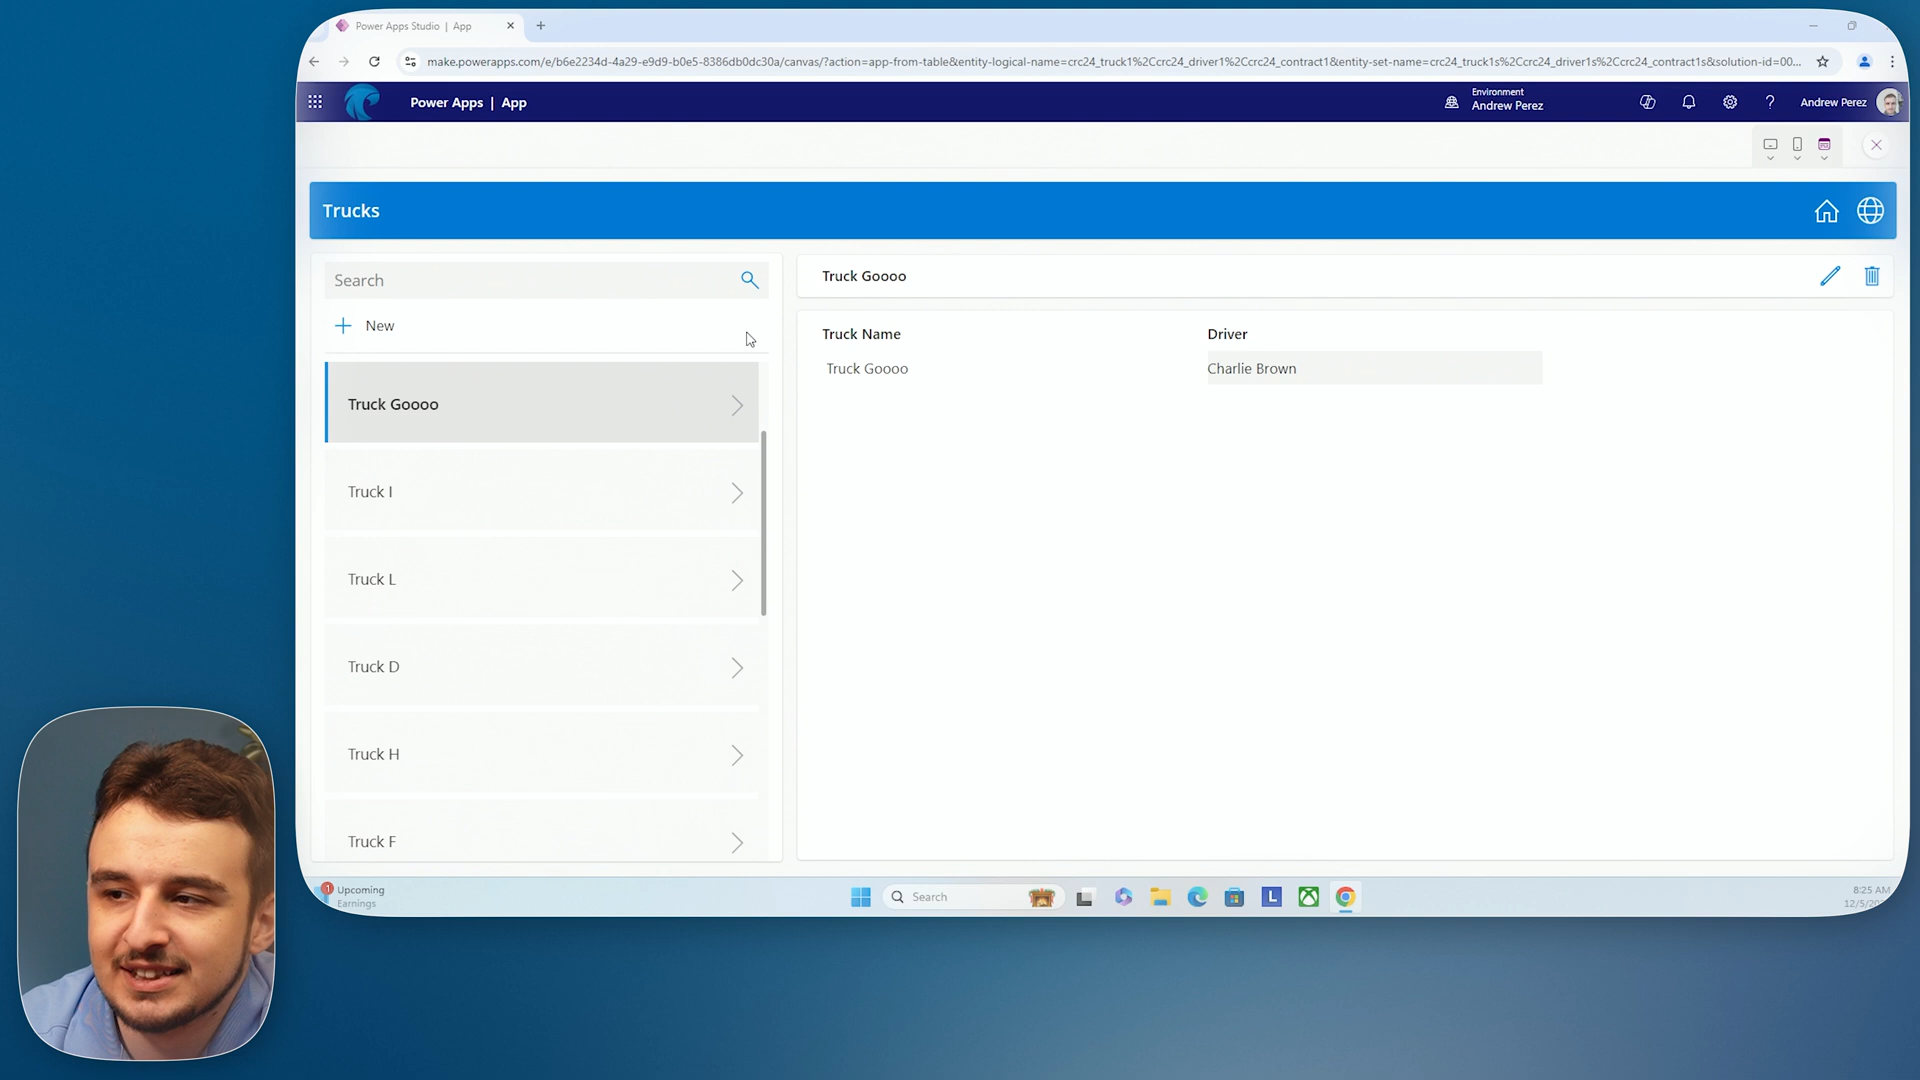 Power Apps Studio | App
make.powerapps.com/e/b6e2234d-4a29-e9d9-b0e5-8386db0dc30a/canvas/?action=app-from-table&entity-logical-name=crc24_truck1%2Ccrc24_driver1%2Ccrc24_contract1&entity-set-name=crc24_truck1s%2Ccrc24_driver1s%2Ccrc24_contract1s&solution-id=00...
Power Apps | App
Environment
Andrew Perez
Andrew Perez
Trucks
Search
New
Truck Goooo
Truck I
Truck L
Truck D
Truck H
Truck F
Truck Goooo
Truck Name
Driver
Truck Goooo
Charlie Brown
1
Upcoming
Earnings
Search
L
8:25 AM